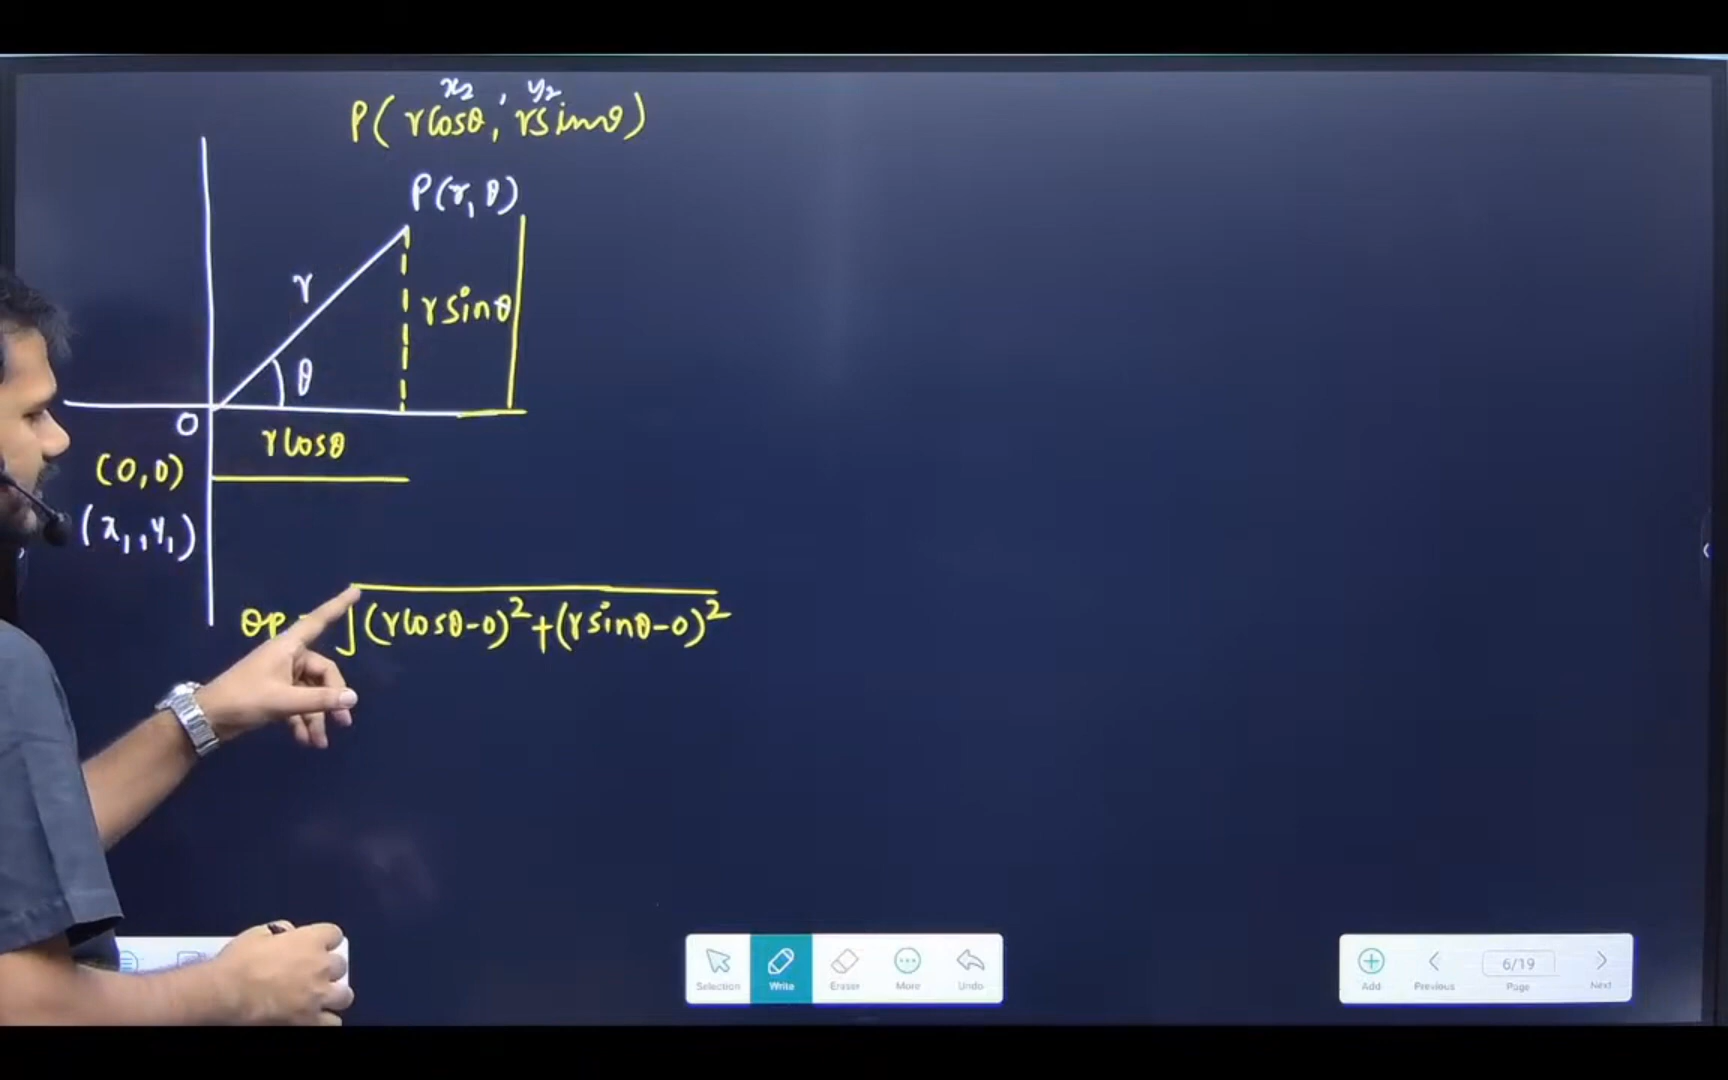 x₂ , y₂
P(rcosθ, rsinθ)
P(r, θ)
r
rsinθ
θ
O
rcosθ
(0,0)
(x₁, y₁)
OP = √(rcosθ-0)²+(rsinθ-0)²
Selection
Write
Eraser
More
Undo
Add
Previous
6/19
Page
Next